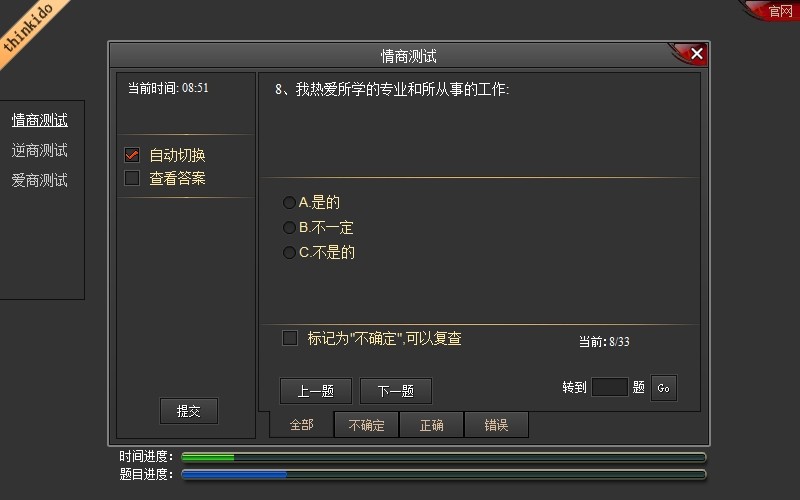 thinkido
官网
情商测试
情商测试
逆商测试
爱商测试
当前时间: 08:51
自动切换
查看答案
提交
8、我热爱所学的专业和所从事的工作:
A.是的
B.不一定
C.不是的
标记为"不确定",可以复查
当前:8/33
上一题
下一题
转到
题
Go
全部
不确定
正确
错误
时间进度:
题目进度: